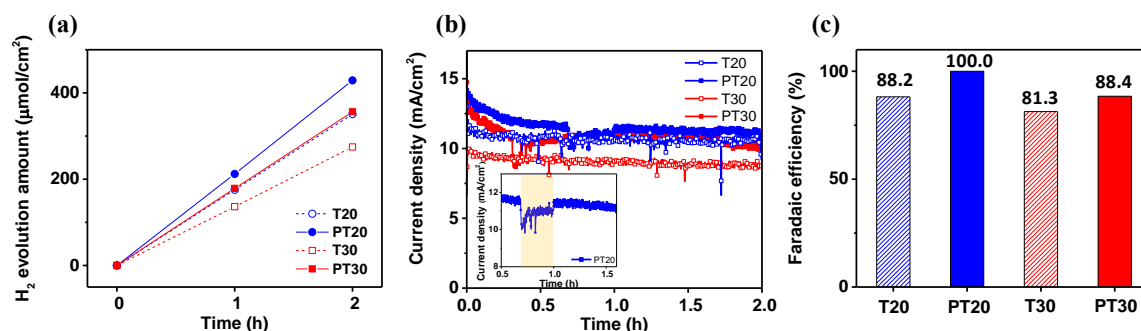 (a)
H2 evolution amount (μmol/cm²)
400
200
0
0
1
2
Time (h)
T20
PT20
T30
PT30
(b)
Current density (mA/cm²)
15
10
5
0
0.0
0.5
1.0
1.5
2.0
Time (h)
T20
PT20
T30
PT30
Current density (mA/cm²)
13
12
10
8
0.5
1.0
1.5
Time (h)
PT20
(c)
Faradaic efficiency (%)
100
50
0
88.2
100.0
81.3
88.4
T20
PT20
T30
PT30